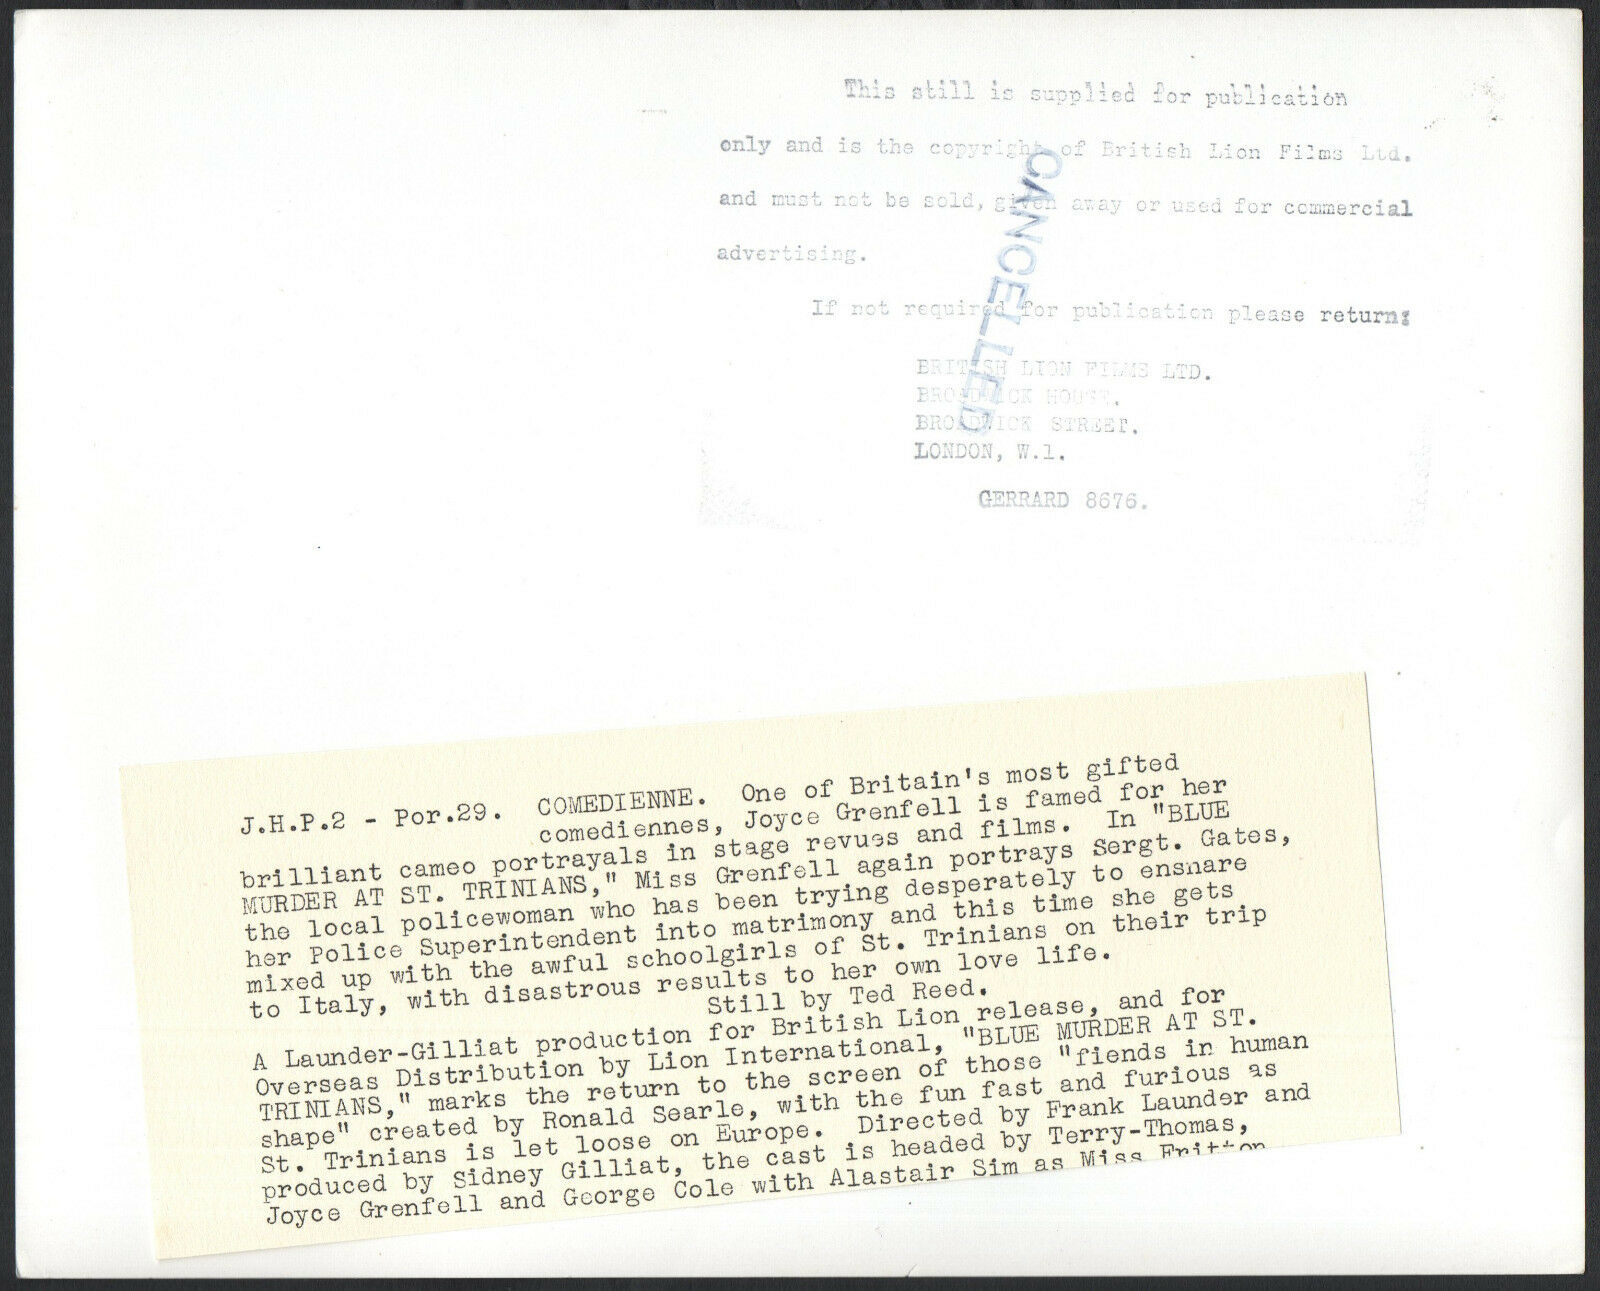 This still is supplied for publication
only and is the copyright of British Lion Films Ltd.
and must not be sold, given away or used for commercial
advertising.
If not required for publication please return:
BRITISH LION FILMS LTD.
BROADWICK HOUSE.
BROADWICK STREET.
LONDON, W.1.
GERRARD 8676.
CANCELLED
J.H.P.2 - Por.29. COMEDIENNE. One of Britain's most gifted
comediennes, Joyce Grenfell is famed for her
brilliant cameo portrayals in stage revues and films. In "BLUE
MURDER AT ST. TRINIANS," Miss Grenfell again portrays Sergt. Gates,
the local policewoman who has been trying desperately to ensnare
her Police Superintendent into matrimony and this time she gets
mixed up with the awful schoolgirls of St. Trinians on their trip
to Italy, with disastrous results to her own love life.
Still by Ted Reed.
A Launder-Gilliat production for British Lion release, and for
Overseas Distribution by Lion International, "BLUE MURDER AT ST.
TRINIANS," marks the return to the screen of those "fiends in human
shape" created by Ronald Searle, with the fun fast and furious as
St. Trinians is let loose on Europe. Directed by Frank Launder and
produced by Sidney Gilliat, the cast is headed by Terry-Thomas,
Joyce Grenfell and George Cole with Alastair Sim as Miss Fritton